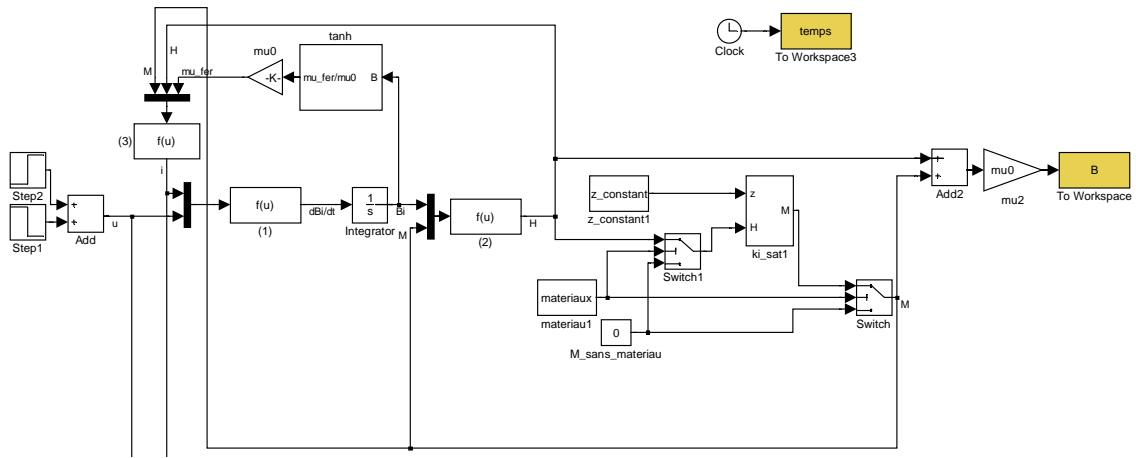 temps
Clock
To Workspace3
H
M
mu_fer
mu0
-K-
tanh
mu_fer/mu0
B
f(u)
(3)
i
Step2
Step1
+
+
Add
u
f(u)
(1)
dBi/dt
1
s
Integrator
Bi
M
f(u)
(2)
H
z_constant
z_constant1
z
H
M
ki_sat1
Switch1
materiaux
materiau1
0
M_sans_materiau
Switch
M
+
+
Add2
mu0
mu2
B
To Workspace